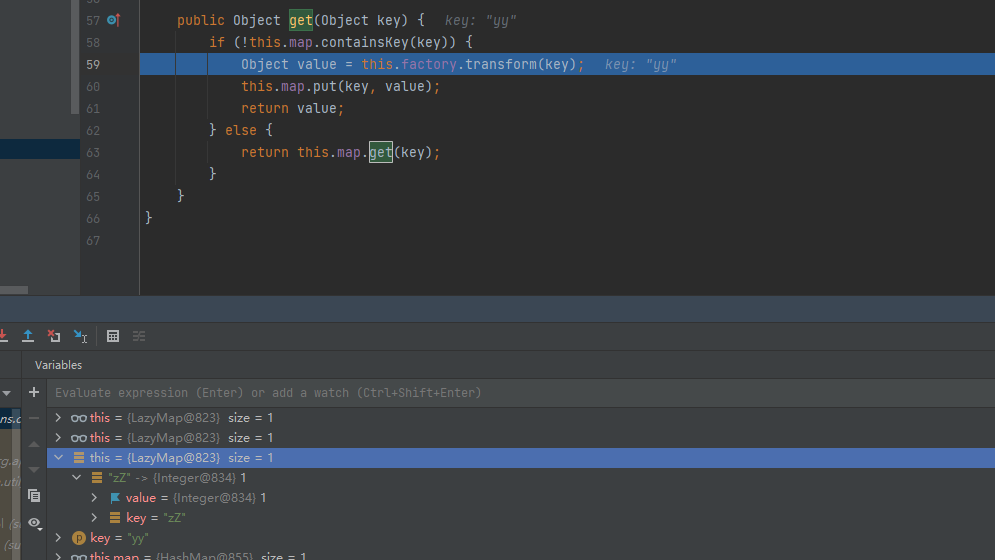 57 public Object get(Object key) { key: "yy"
58 if (!this.map.containsKey(key)) {
59 Object value = this.factory.transform(key); key: "yy"
60 this.map.put(key, value);
61 return value;
62 } else {
63 return this.map.get(key);
64 }
65 }
66 }
67
Variables
Evaluate expression (Enter) or add a watch (Ctrl+Shift+Enter)
this = {LazyMap@823} size = 1
this = {LazyMap@823} size = 1
this = {LazyMap@823} size = 1
"zZ" -> {Integer@834} 1
value = {Integer@834} 1
key = "zZ"
p key = "yy"
this.map = {HashMap@855} size = 1